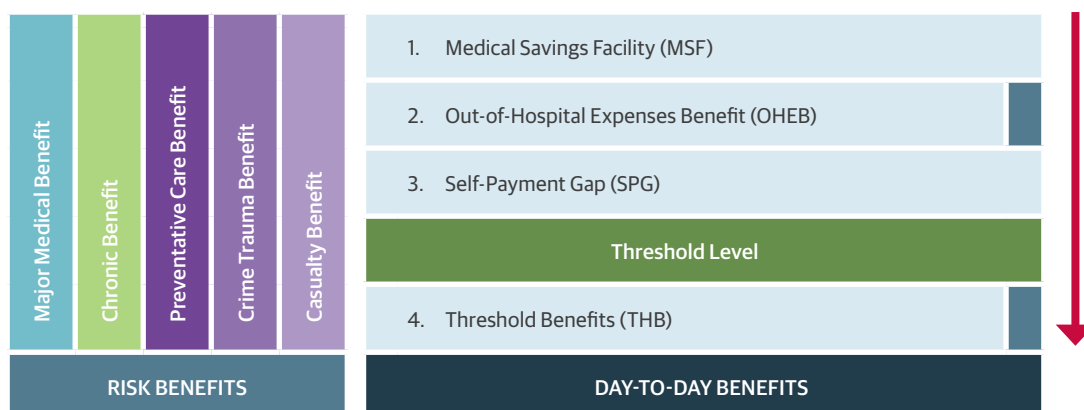 Major Medical Benefit
Chronic Benefit
Preventative Care Benefit
Crime Trauma Benefit
Casualty Benefit
RISK BENEFITS
1. Medical Savings Facility (MSF)
2. Out-of-Hospital Expenses Benefit (OHEB)
3. Self-Payment Gap (SPG)
Threshold Level
4. Threshold Benefits (THB)
DAY-TO-DAY BENEFITS